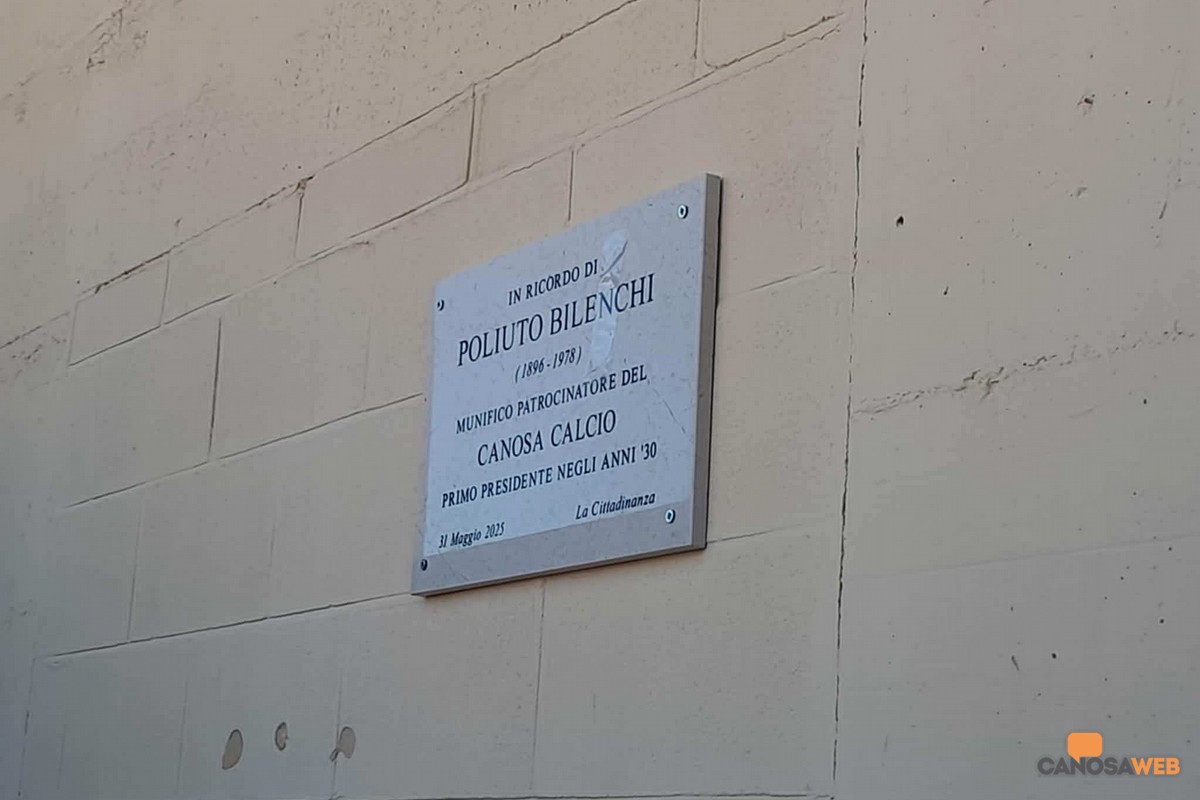 IN RICORDO DI
POLIUTO BILENCHI
(1896 - 1978)
MUNIFICO PATROCINATORE DEL
CANOSA CALCIO
PRIMO PRESIDENTE NEGLI ANNI '30
La Cittadinanza
31 Maggio 2025
CANOSAWEB